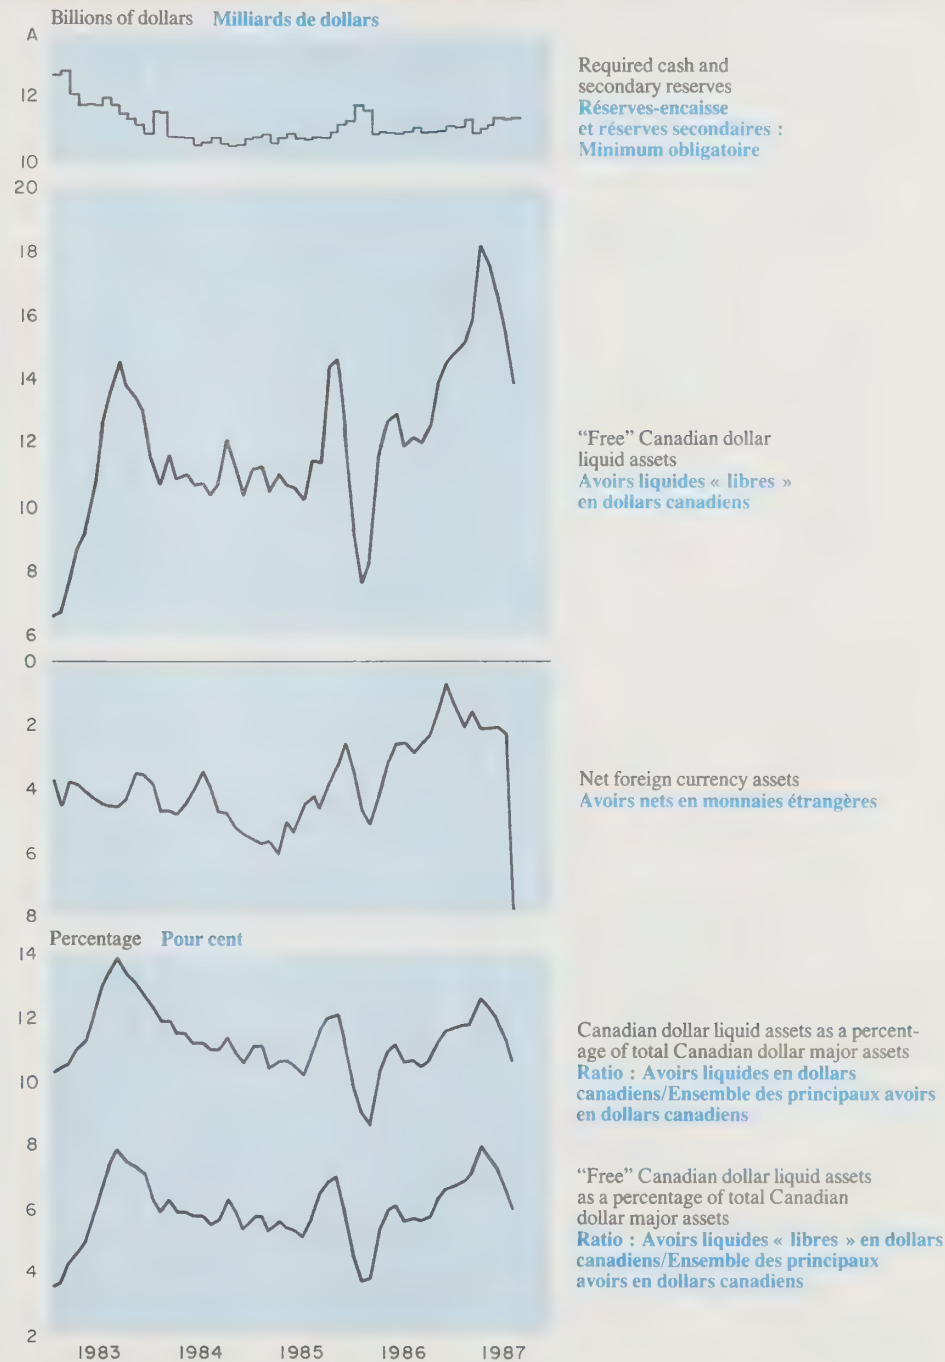 Billions of dollars Milliards de dollars
A
12
10
Required cash and
secondary reserves
Réserves-encaisse
et réserves secondaires :
Minimum obligatoire
20
18
16
14
12
10
8
6
"Free" Canadian dollar
liquid assets
Avoirs liquides « libres »
en dollars canadiens
0
2
4
6
8
Net foreign currency assets
Avoirs nets en monnaies étrangères
Percentage Pour cent
14
12
10
8
6
4
2
Canadian dollar liquid assets as a percent-
age of total Canadian dollar major assets
Ratio : Avoirs liquides en dollars
canadiens/Ensemble des principaux avoirs
en dollars canadiens
"Free" Canadian dollar liquid assets
as a percentage of total Canadian
dollar major assets
Ratio : Avoirs liquides « libres » en dollars
canadiens/Ensemble des principaux
avoirs en dollars canadiens
1983 1984 1985 1986 1987